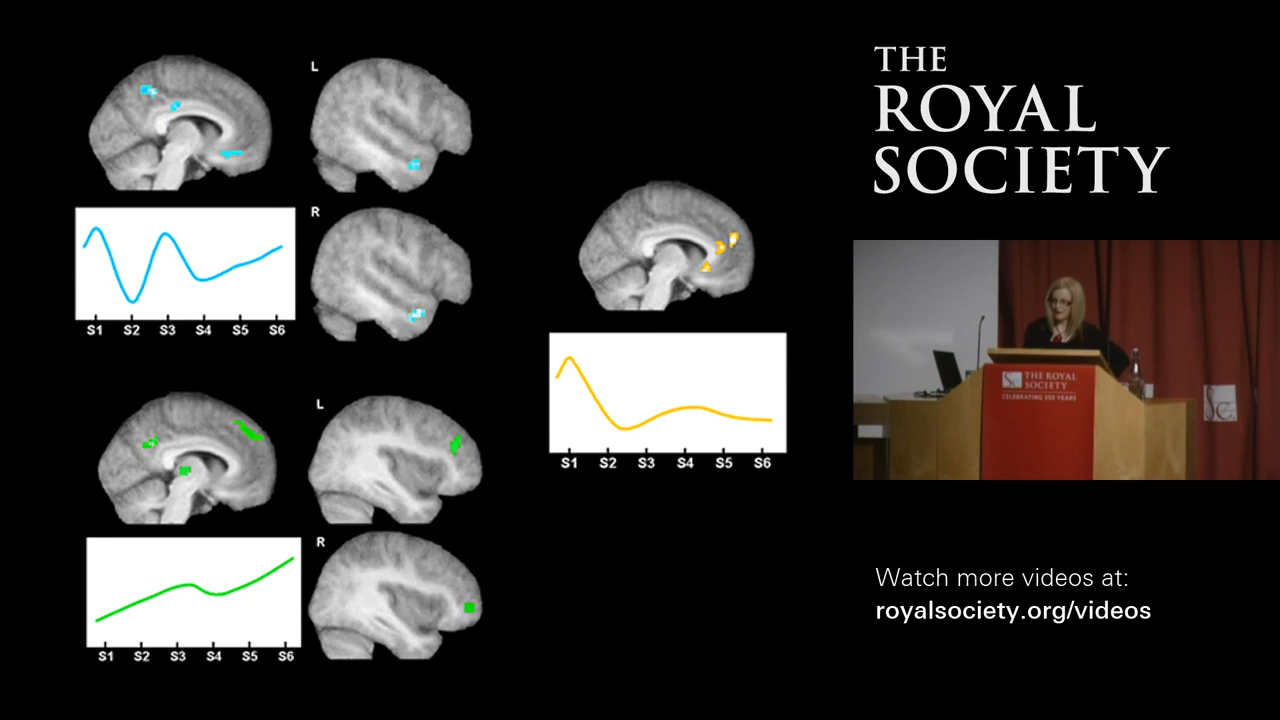 L
R
S1 S2 S3 S4 S5 S6
L
R
S1 S2 S3 S4 S5 S6
S1 S2 S3 S4 S5 S6
THE
ROYAL
SOCIETY
THE ROYAL
SOCIETY
CELEBRATING 350 YEARS
Watch more videos at:
royalsociety.org/videos